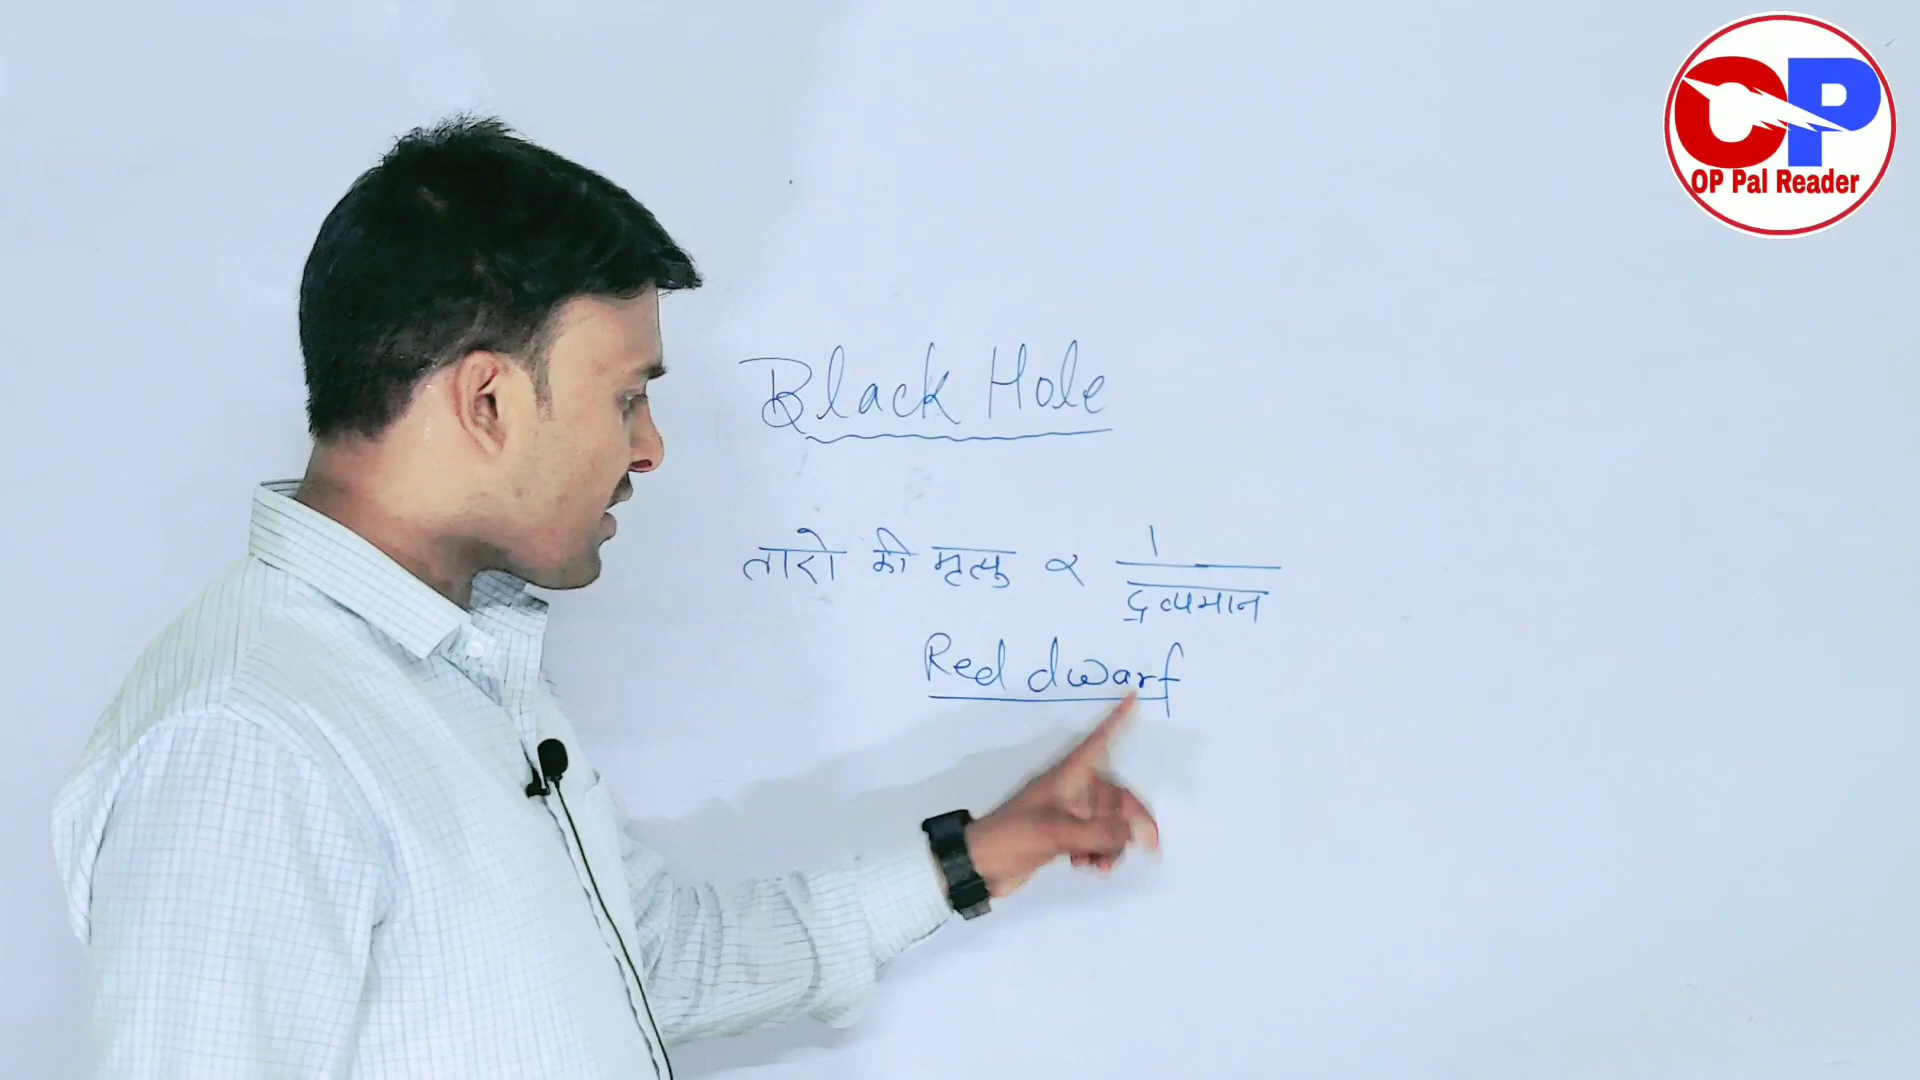 OP
OP Pal Reader
Black Hole
तारो की मृत्यु ∝ 1/द्रव्यमान
Red dwarf